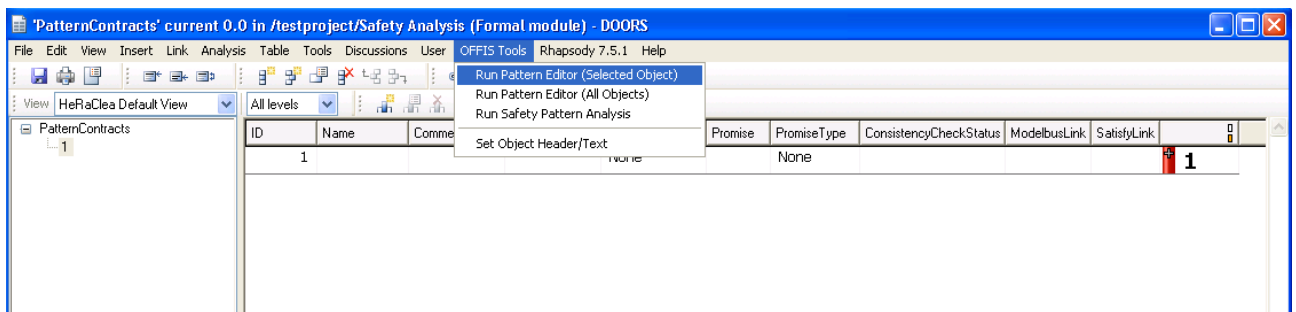 'PatternContracts' current 0.0 in /testproject/Safety Analysis (Formal module) - DOORS
File Edit View Insert Link Analysis Table Tools Discussions User OFFIS Tools Rhapsody 7.5.1 Help
Run Pattern Editor (Selected Object)
Run Pattern Editor (All Objects)
Run Safety Pattern Analysis
Set Object Header/Text
View HeRaClea Default View All levels
PatternContracts
1
ID Name Comme Promise PromiseType ConsistencyCheckStatus ModelbusLink SatisfyLink
1 None None 1